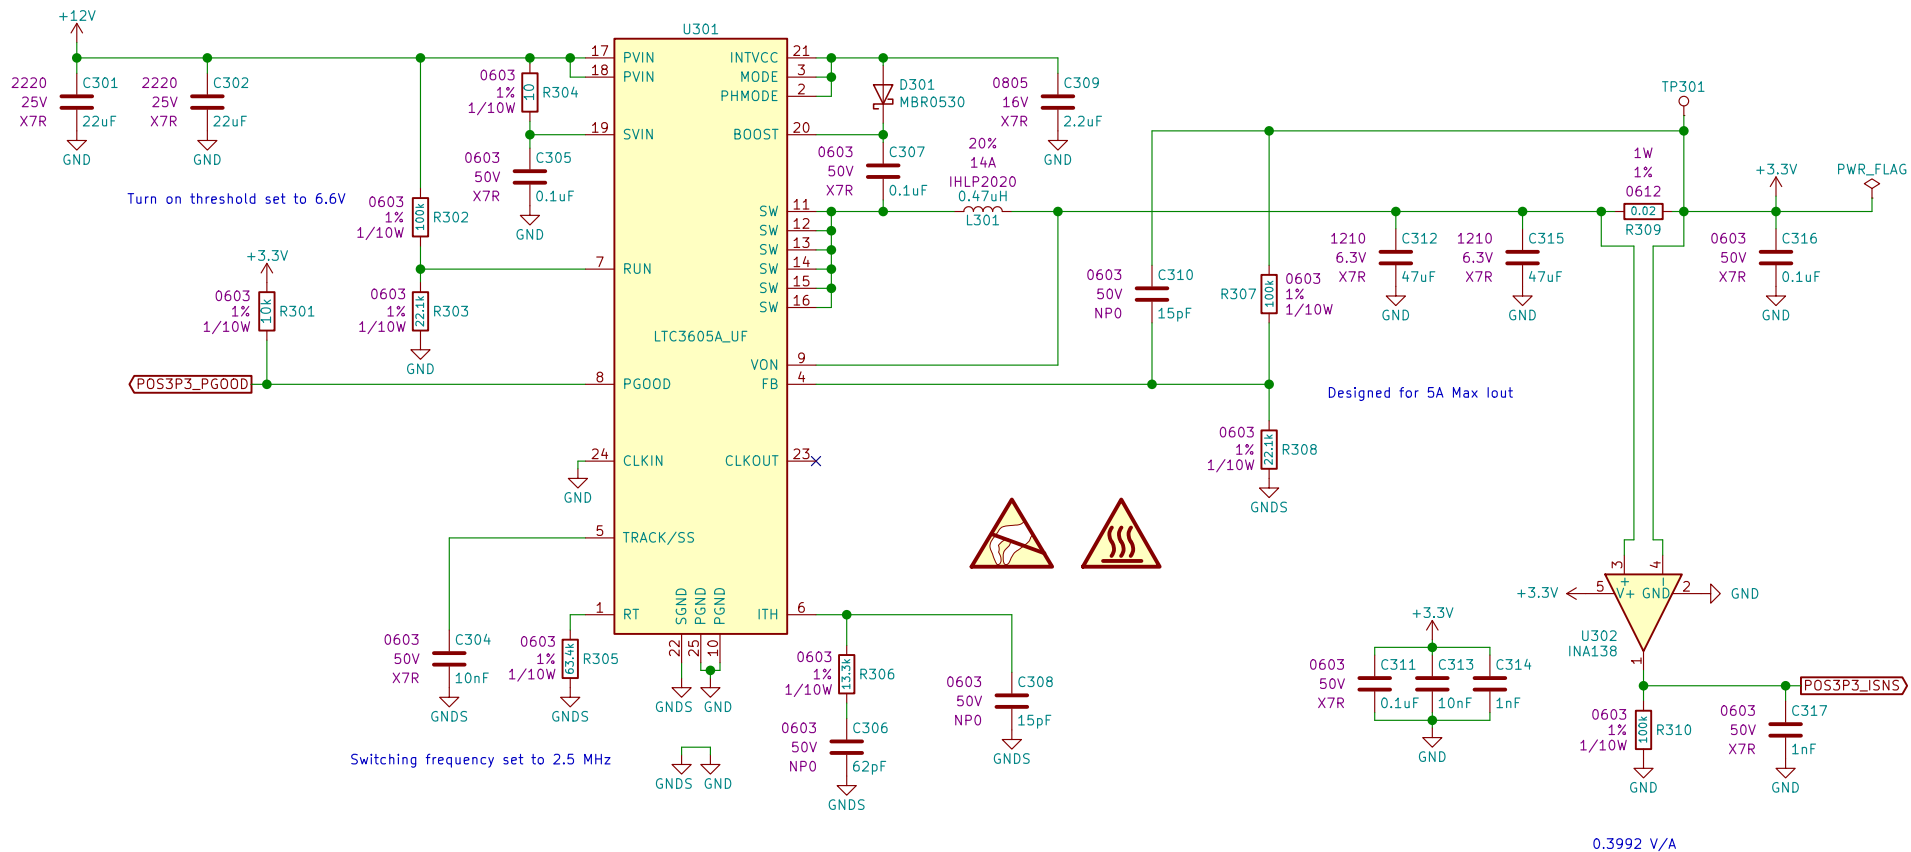 +12V
2220
25V
X7R
C301
22uF
GND
2220
25V
X7R
C302
22uF
GND
Turn on threshold set to 6.6V
0603
1%
1/10W
100k
R302
0603
1%
1/10W
22.1k
R303
GND
+3.3V
0603
1%
1/10W
10k
R301
POS3P3_PGOOD
0603
1%
1/10W
10
R304
0603
50V
X7R
C305
0.1uF
GND
U301
17 PVIN
18 PVIN
19 SVIN
7 RUN
8 PGOOD
24 CLKIN
5 TRACK/SS
1 RT
INTVCC 21
MODE 3
PHMODE 2
BOOST 20
SW 11
SW 12
SW 13
SW 14
SW 15
SW 16
LTC3605A_UF
VON 9
FB 4
CLKOUT 23
ITH 6
SGND 22
PGND 25
PGND 10
GND
GNDS
GND
0603
50V
X7R
C304
10nF
GNDS
0603
1%
1/10W
63.4k
R305
GNDS
Switching frequency set to 2.5 MHz
GNDS
GND
D301
MBR0530
0603
50V
X7R
C307
0.1uF
0805
16V
X7R
C309
2.2uF
GND
20%
14A
IHLP2020
0.47uH
L301
0603
1%
1/10W
13.3k
R306
0603
50V
NP0
C306
62pF
GNDS
0603
50V
NP0
C308
15pF
GNDS
0603
50V
NP0
C310
15pF
R307
100k
0603
1%
1/10W
0603
1%
1/10W
22.1k
R308
GNDS
1210
6.3V
X7R
C312
47uF
GND
1210
6.3V
X7R
C315
47uF
GND
Designed for 5A Max Iout
TP301
1W
1%
0612
0.02
R309
+3.3V
PWR_FLAG
0603
50V
X7R
C316
0.1uF
GND
3
4
+
-
+3.3V
5
V+
GND
2
GND
U302
INA138
1
POS3P3_ISNS
0603
1%
1/10W
100k
R310
GND
0603
50V
X7R
C317
1nF
GND
+3.3V
0603
50V
X7R
C311
0.1uF
C313
10nF
C314
1nF
GND
0.3992 V/A